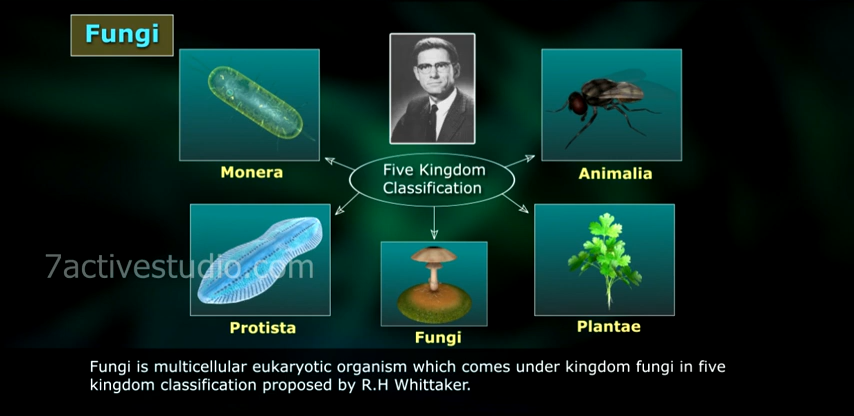 Fungi
Five Kingdom
Classification
Monera
Animalia
7activestudio.com
Protista
Fungi
Plantae
Fungi is multicellular eukaryotic organism which comes under kingdom fungi in five
kingdom classification proposed by R.H Whittaker.